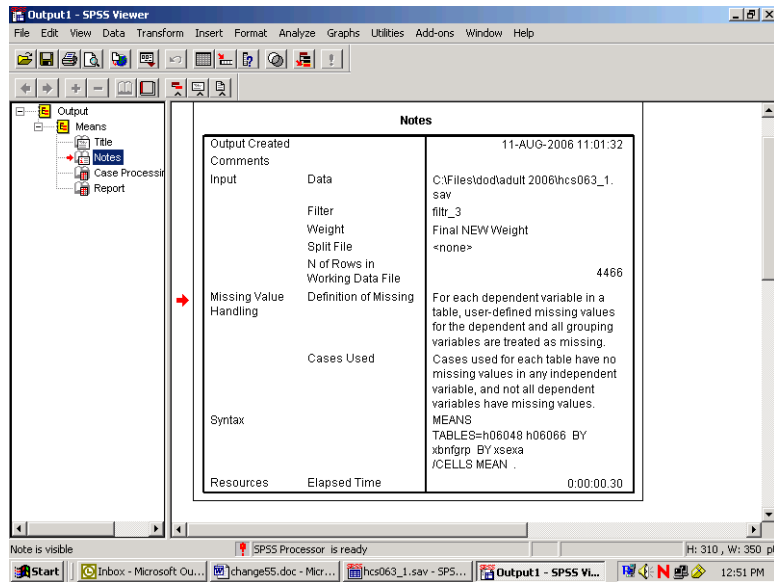 Output1 - SPSS Viewer
File Edit View Data Transform Insert Format Analyze Graphs Utilities Add-ons Window Help
Output
Means
Title
Notes
Case Processin
Report
Notes
Output Created 11-AUG-2006 11:01:32
Comments
Input Data C:\Files\dod\adult 2006\hcs063_1.
sav
Filter filtr_3
Weight Final NEW Weight
Split File <none>
N of Rows in
Working Data File 4466
Missing Value Definition of Missing For each dependent variable in a
Handling table, user-defined missing values
for the dependent and all grouping
variables are treated as missing.
Cases Used Cases used for each table have no
missing values in any independent
variable, and not all dependent
variables have missing values.
Syntax MEANS
TABLES=h06048 h06066 BY
xbnfgrp BY xsexa
/CELLS MEAN .
Resources Elapsed Time 0:00:00.30
Note is visible SPSS Processor is ready H: 310 , W: 350 p
Start Inbox - Microsoft Ou... change55.doc - Micr... hcs063_1.sav - SPS... Output1 - SPSS Vi... 12:51 PM